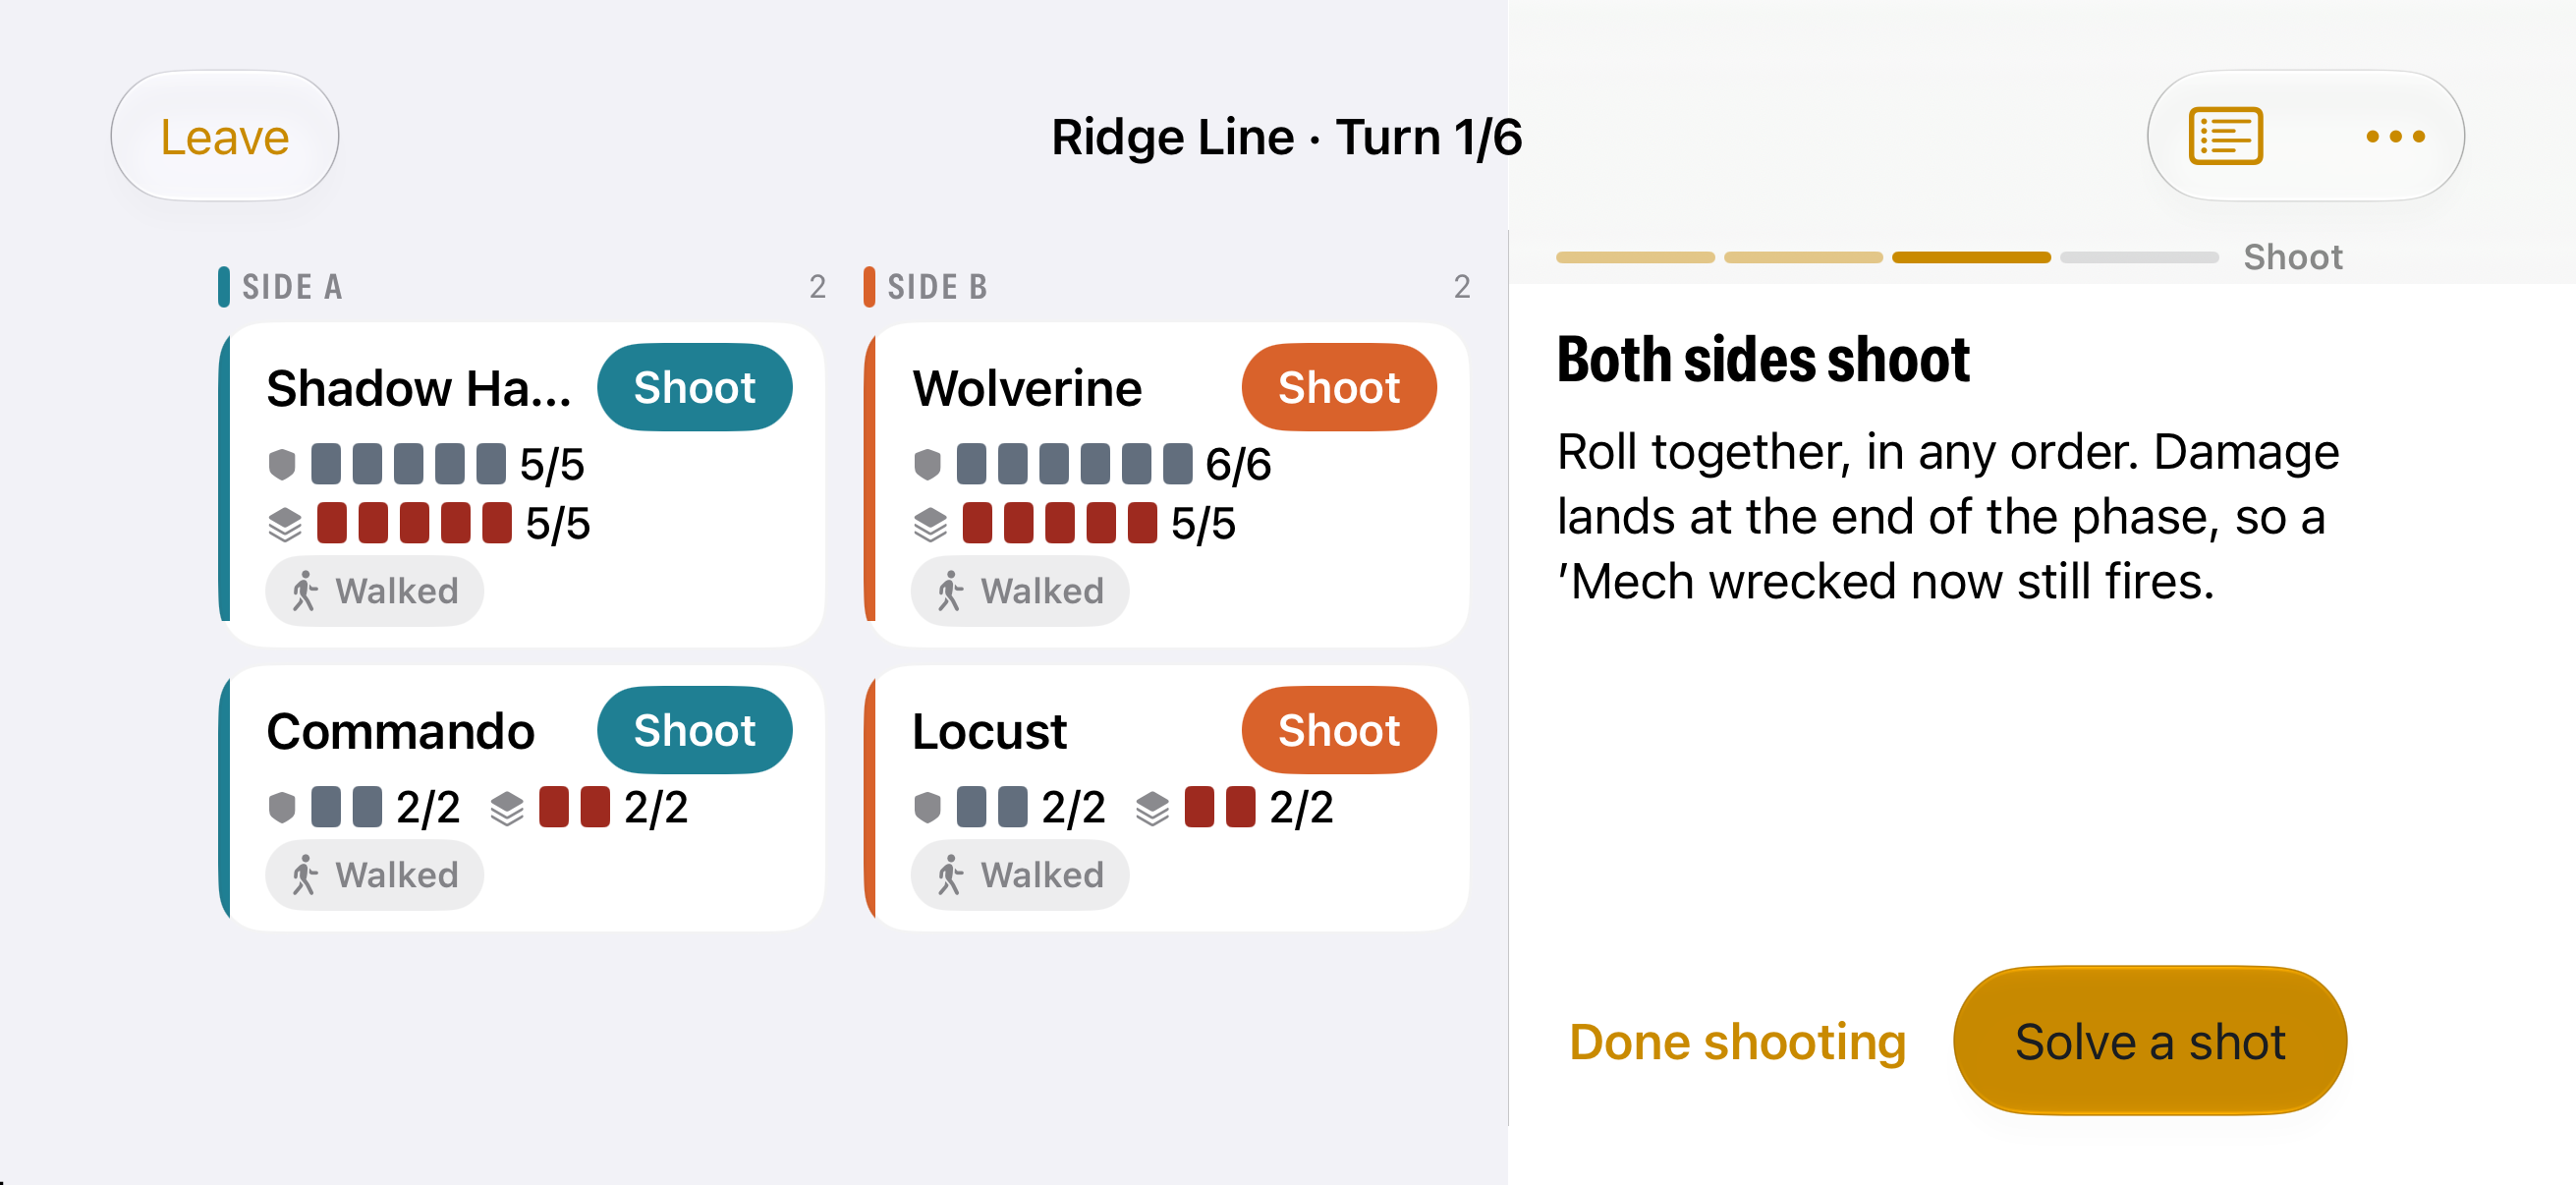 Leave
Ridge Line · Turn 1/6
SIDE A
2
Shadow Ha...
Shoot
5/5
5/5
Walked
Commando
Shoot
2/2
2/2
Walked
SIDE B
2
Wolverine
Shoot
6/6
5/5
Walked
Locust
Shoot
2/2
2/2
Walked
Shoot
Both sides shoot
Roll together, in any order. Damage
lands at the end of the phase, so a
’Mech wrecked now still fires.
Done shooting
Solve a shot